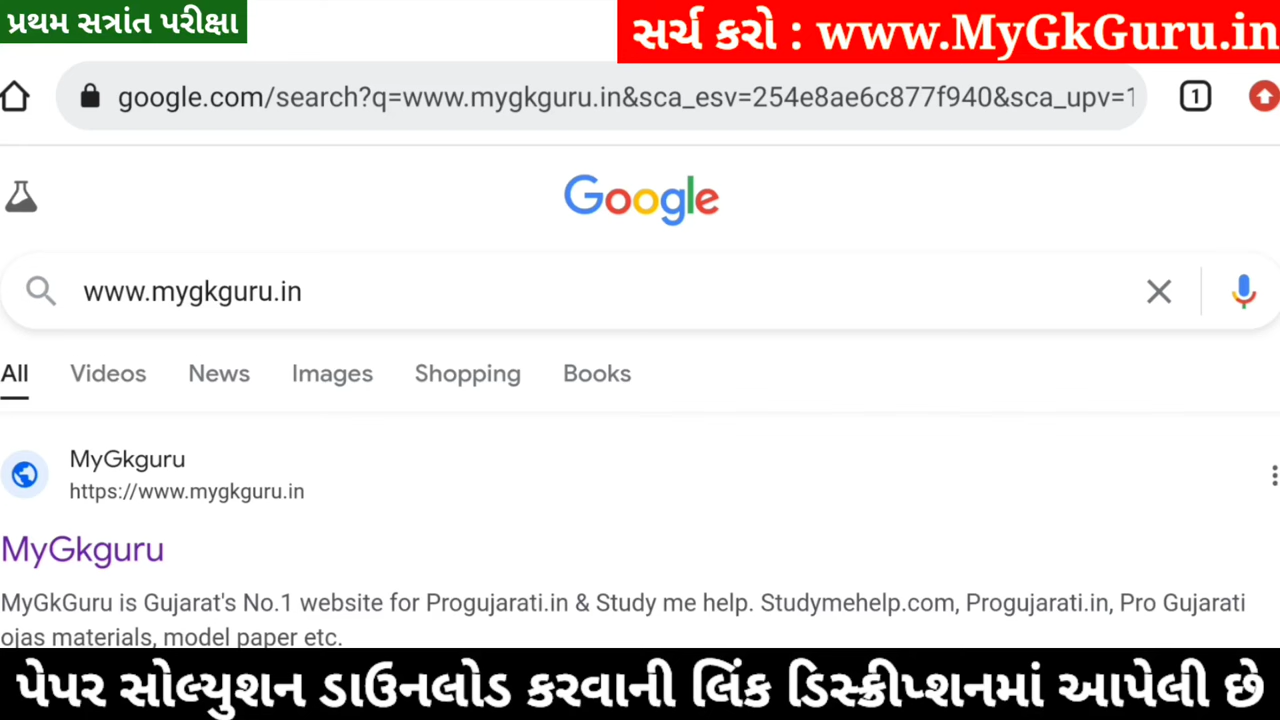 પ્રથમ સત્રાંત પરીક્ષા
સર્ચ કરો : www.MyGkGuru.in
google.com/search?q=www.mygkguru.in&sca_esv=254e8ae6c877f940&sca_upv=1
1
Google
www.mygkguru.in
All Videos News Images Shopping Books
MyGkguru
https://www.mygkguru.in
MyGkguru
MyGkGuru is Gujarat's No.1 website for Progujarati.in & Study me help. Studymehelp.com, Progujarati.in, Pro Gujarati
ojas materials, model paper etc.
પેપર સોલ્યુશન ડાઉનલોડ કરવાની લિંક ડિસ્ક્રીપ્શનમાં આપેલી છે